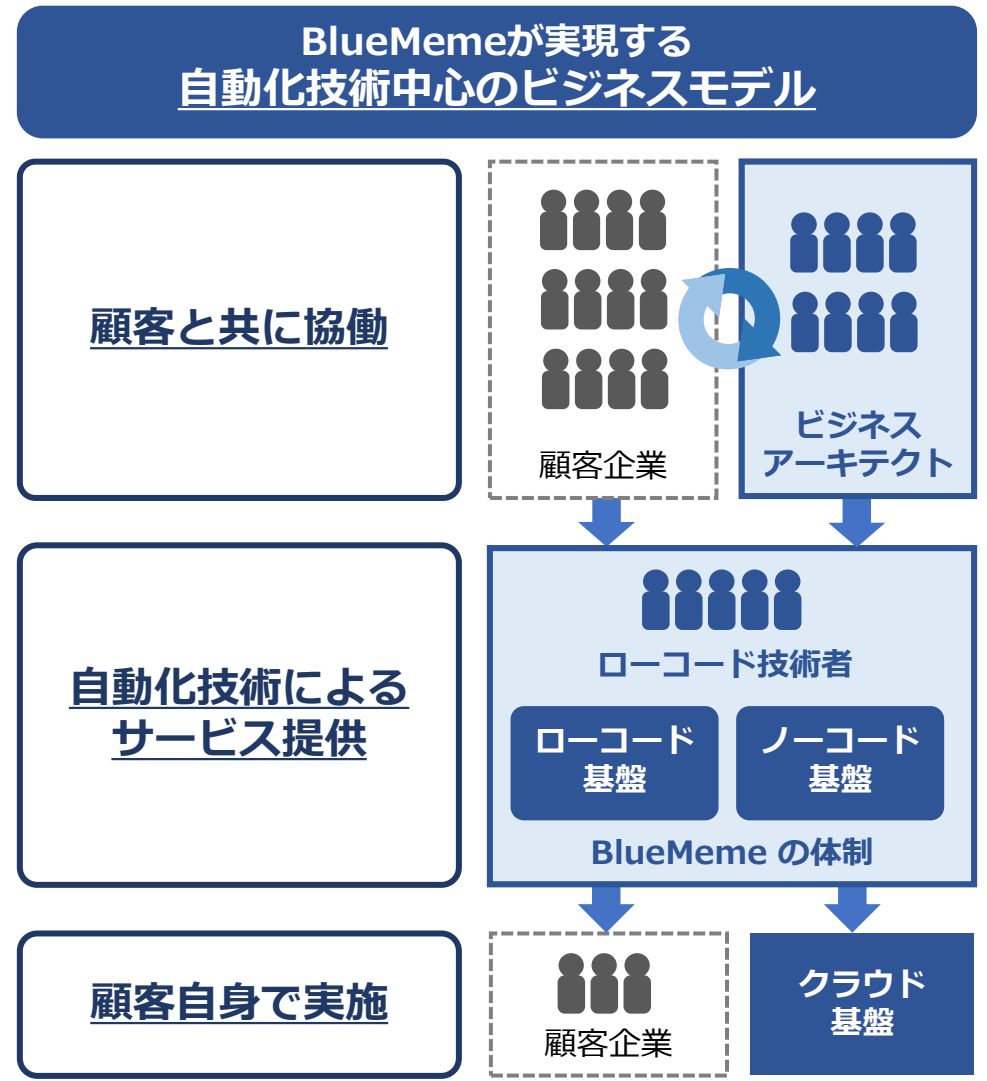 BlueMemeが実現する
自動化技術中心のビジネスモデル
顧客と共に協働
顧客企業
ビジネス
アーキテクト
自動化技術による
サービス提供
ローコード技術者
ローコード
基盤
ノーコード
基盤
BlueMeme の体制
顧客自身で実施
顧客企業
クラウド
基盤